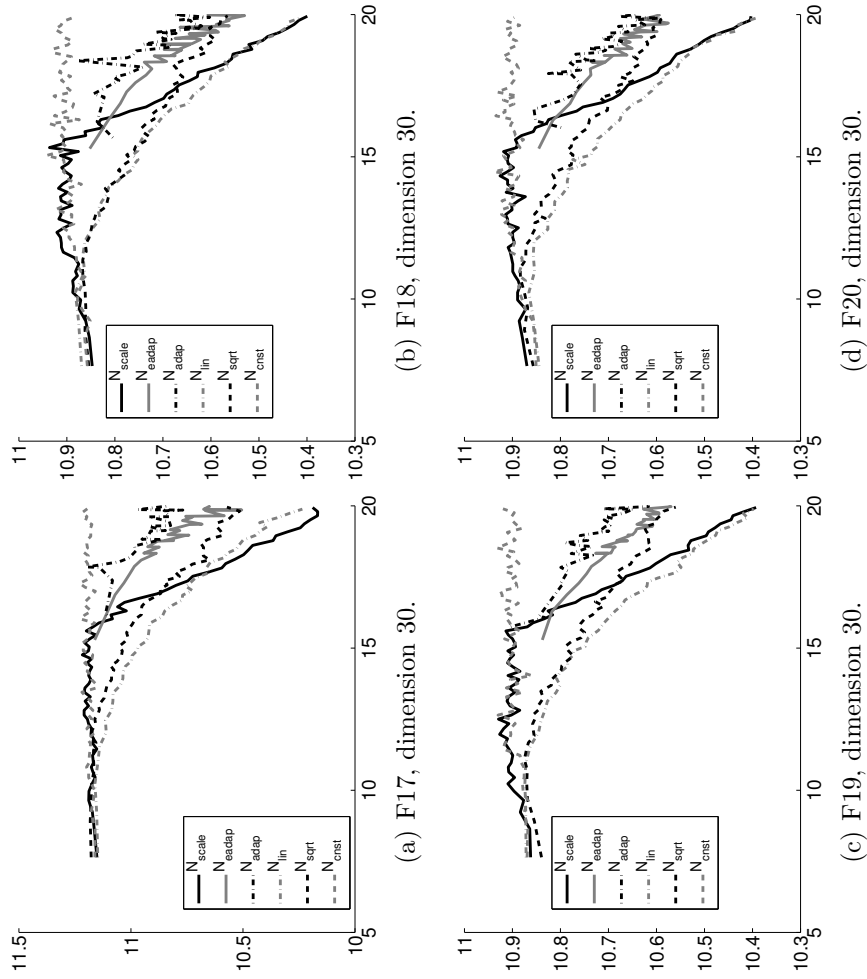 11.5
11
10.5
10
5
10
15
20
N_scale
N_eadap
N_adap
N_lin
N_sqrt
N_cnst
(a) F17, dimension 30.
11
10.9
10.8
10.7
10.6
10.5
10.4
10.3
5
10
15
20
N_scale
N_eadap
N_adap
N_lin
N_sqrt
N_cnst
(b) F18, dimension 30.
11
10.9
10.8
10.7
10.6
10.5
10.4
10.3
5
10
15
20
N_scale
N_eadap
N_adap
N_lin
N_sqrt
N_cnst
(c) F19, dimension 30.
11
10.9
10.8
10.7
10.6
10.5
10.4
10.3
5
10
15
20
N_scale
N_eadap
N_adap
N_lin
N_sqrt
N_cnst
(d) F20, dimension 30.